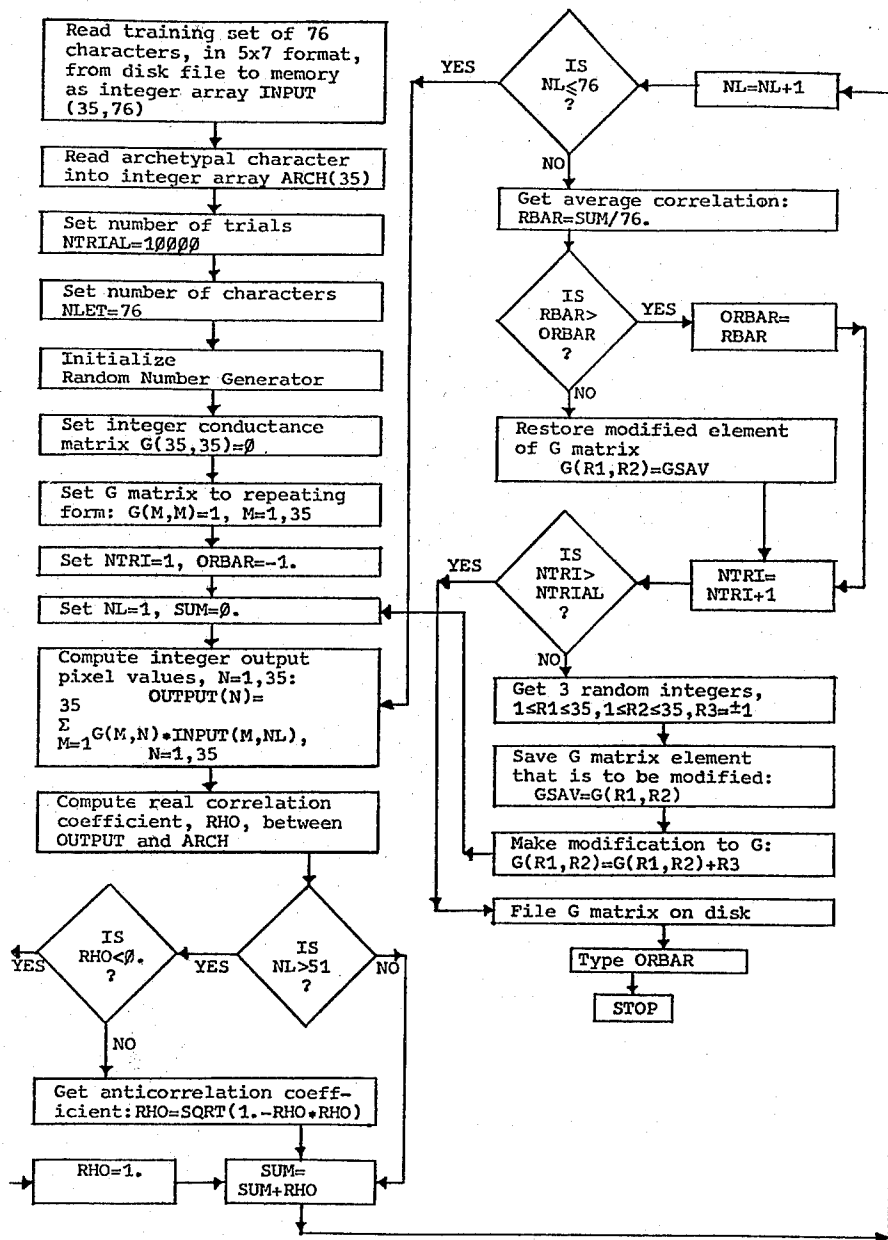 Read training set of 76
characters, in 5x7 format,
from disk file to memory
as integer array INPUT
(35,76)
Read archetypal character
into integer array ARCH(35)
Set number of trials
NTRIAL=1ØØØØ
Set number of characters
NLET=76
Initialize
Random Number Generator
Set integer conductance
matrix G(35,35)=Ø
Set G matrix to repeating
form: G(M,M)=1, M=1,35
Set NTRI=1, ORBAR=-1.
Set NL=1, SUM=Ø.
Compute integer output
pixel values, N=1,35:
OUTPUT(N)=
35
Σ
M=1 G(M,N)*INPUT(M,NL),
N=1,35
Compute real correlation
coefficient, RHO, between
OUTPUT and ARCH
IS
NL>51
?
YES
NO
IS
RHO<Ø.
?
YES
NO
Get anticorrelation coeff-
icient:RHO=SQRT(1.-RHO*RHO)
RHO=1.
SUM=
SUM+RHO
NL=NL+1
IS
NL≤76
?
YES
NO
Get average correlation:
RBAR=SUM/76.
IS
RBAR>
ORBAR
?
YES
ORBAR=
RBAR
NO
Restore modified element
of G matrix
G(R1,R2)=GSAV
NTRI=
NTRI+1
IS
NTRI>
NTRIAL
?
YES
NO
Get 3 random integers,
1≤R1≤35,1≤R2≤35,R3=±1
Save G matrix element
that is to be modified:
GSAV=G(R1,R2)
Make modification to G:
G(R1,R2)=G(R1,R2)+R3
File G matrix on disk
Type ORBAR
STOP